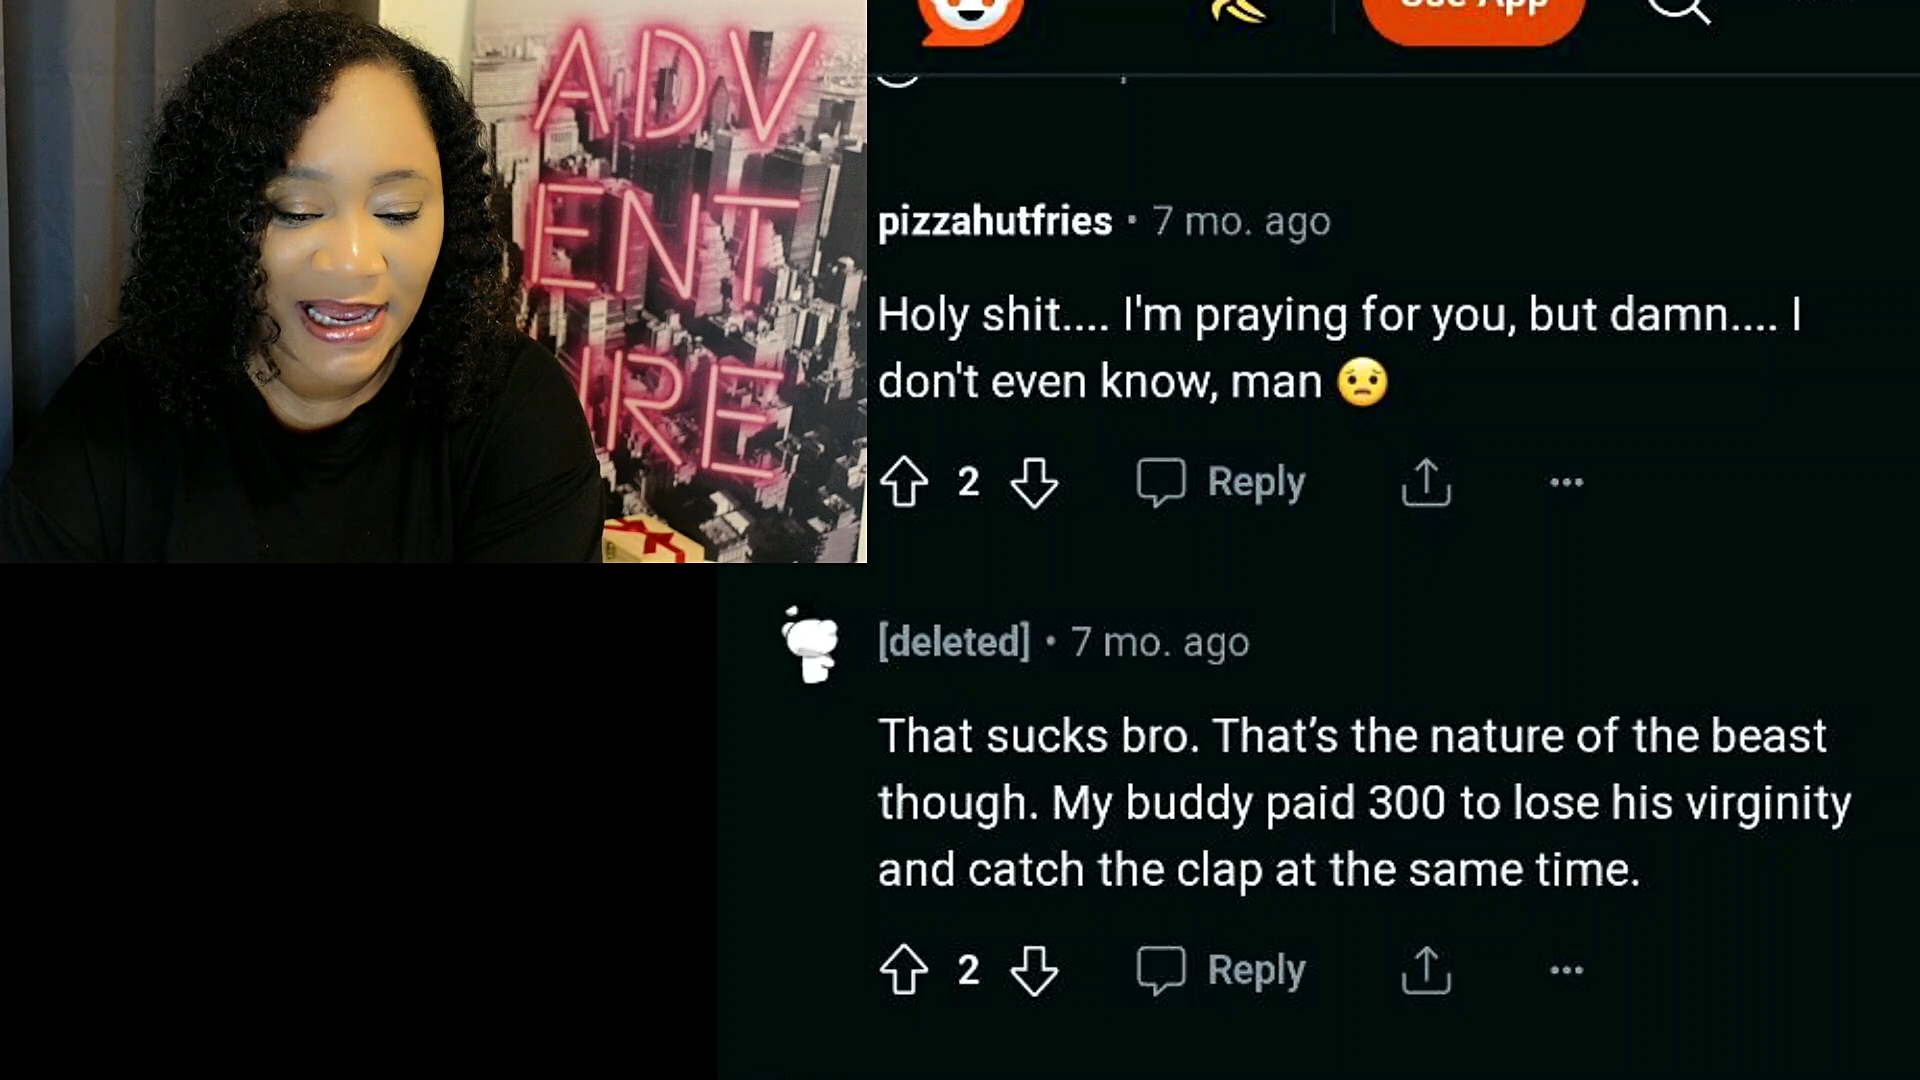 ADV
ENT
URE
Use App
pizzahutfries • 7 mo. ago
Holy shit.... I'm praying for you, but damn.... I
don't even know, man 😟
2 Reply ...
[deleted] • 7 mo. ago
That sucks bro. That’s the nature of the beast
though. My buddy paid 300 to lose his virginity
and catch the clap at the same time.
2 Reply ...